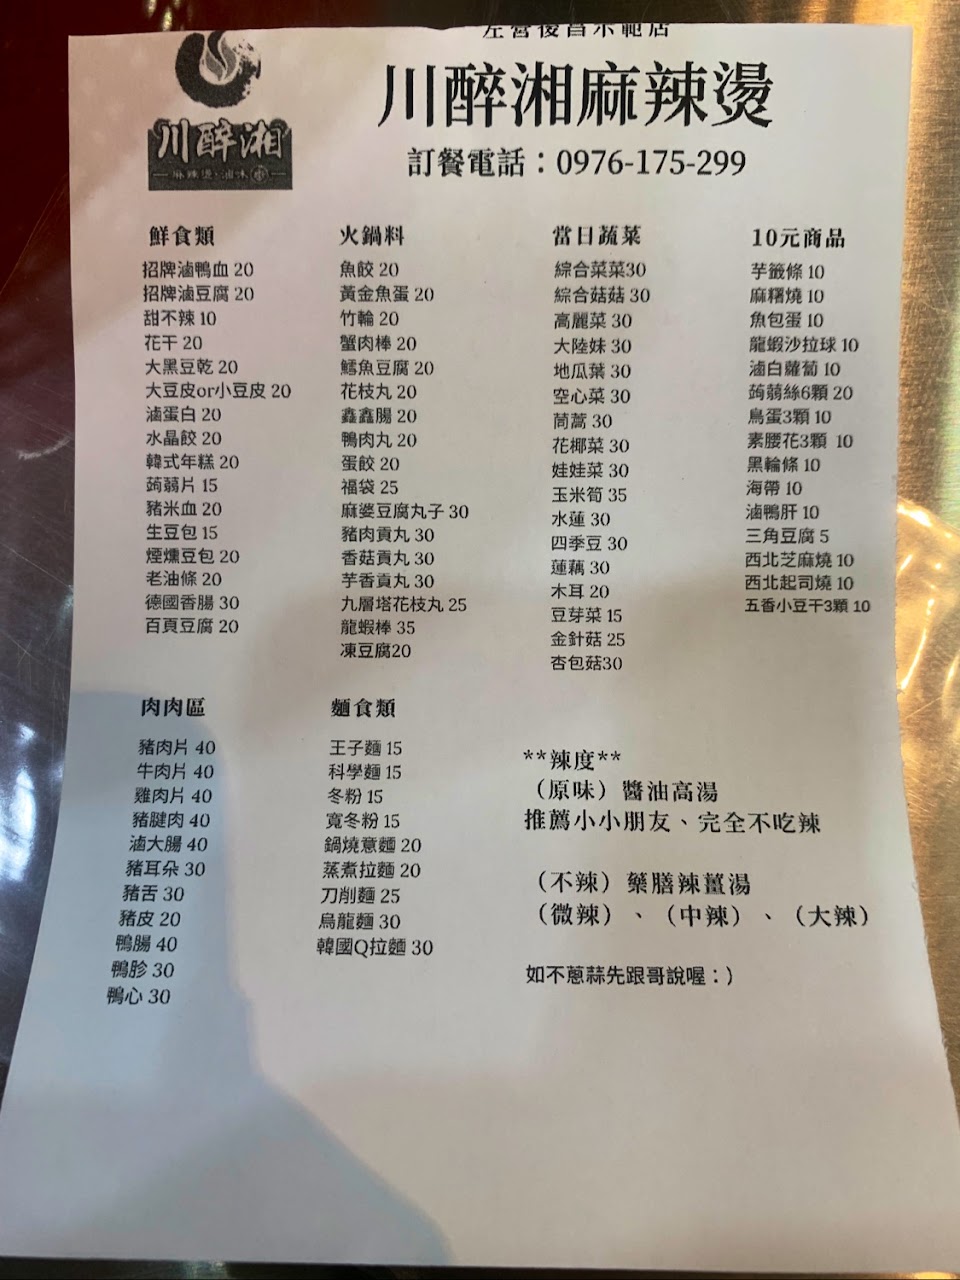 左營後昌示範店
川醉湘麻辣燙
訂餐電話：0976-175-299
川醉湘
鮮食類
招牌滷鴨血 20
招牌滷豆腐 20
甜不辣 10
花干 20
大黑豆乾 20
大豆皮or小豆皮 20
滷蛋白 20
水晶餃 20
韓式年糕 20
蒟蒻片 15
豬米血 20
生豆包 15
煙燻豆包 20
老油條 20
德國香腸 30
百頁豆腐 20
火鍋料
魚餃 20
黃金魚蛋 20
竹輪 20
蟹肉棒 20
鱈魚豆腐 20
花枝丸 20
鑫鑫腸 20
鴨肉丸 20
蛋餃 20
福袋 25
麻婆豆腐丸子 30
豬肉貢丸 30
香菇貢丸 30
芋香貢丸 30
九層塔花枝丸 25
龍蝦棒 35
凍豆腐20
當日蔬菜
綜合菜菜30
綜合菇菇 30
高麗菜 30
大陸妹 30
地瓜葉 30
空心菜 30
茼蒿 30
花椰菜 30
娃娃菜 30
玉米筍 35
水蓮 30
四季豆 30
蓮藕 30
木耳 20
豆芽菜 15
金針菇 25
杏包菇30
10元商品
芋籤條 10
麻糬燒 10
魚包蛋 10
龍蝦沙拉球 10
滷白蘿蔔 10
蒟蒻絲6顆 20
鳥蛋3顆 10
素腰花3顆 10
黑輪條 10
海帶 10
滷鴨肝 10
三角豆腐 5
西北芝麻燒 10
西北起司燒 10
五香小豆干3顆 10
肉肉區
豬肉片 40
牛肉片 40
雞肉片 40
豬腱肉 40
滷大腸 40
豬耳朵 30
豬舌 30
豬皮 20
鴨腸 40
鴨胗 30
鴨心 30
麵食類
王子麵 15
科學麵 15
冬粉 15
寬冬粉 15
鍋燒意麵 20
蒸煮拉麵 20
刀削麵 25
烏龍麵 30
韓國Q拉麵 30
**辣度**
（原味）醬油高湯
推薦小小朋友、完全不吃辣
（不辣）藥膳辣薑湯
（微辣）、（中辣）、（大辣）
如不蔥蒜先跟哥說喔：）